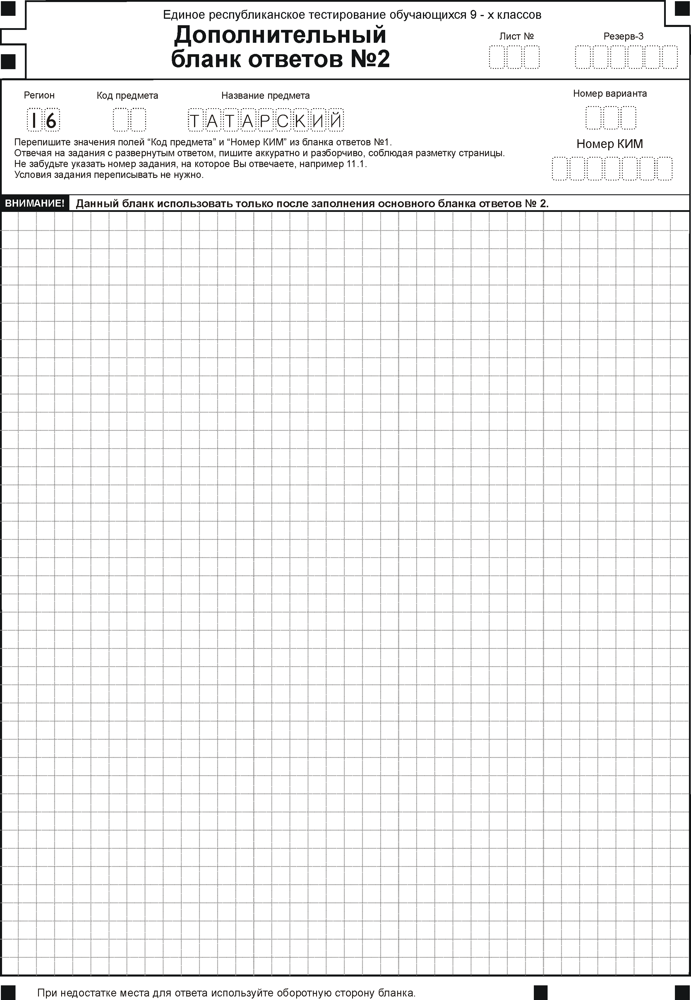 Единое республиканское тестирование обучающихся 9 - х классов
Дополнительный
бланк ответов №2
Лист №
Резерв-3
Регион
Код предмета
Название предмета
Номер варианта
16
ТАТАРСКИЙ
Перепишите значения полей “Код предмета” и “Номер КИМ” из бланка ответов №1.
Отвечая на задания с развернутым ответом, пишите аккуратно и разборчиво, соблюдая разметку страницы.
Не забудьте указать номер задания, на которое Вы отвечаете, например 11.1.
Условия задания переписывать не нужно.
Номер КИМ
ВНИМАНИЕ! Данный бланк использовать только после заполнения основного бланка ответов № 2.
При недостатке места для ответа используйте оборотную сторону бланка.